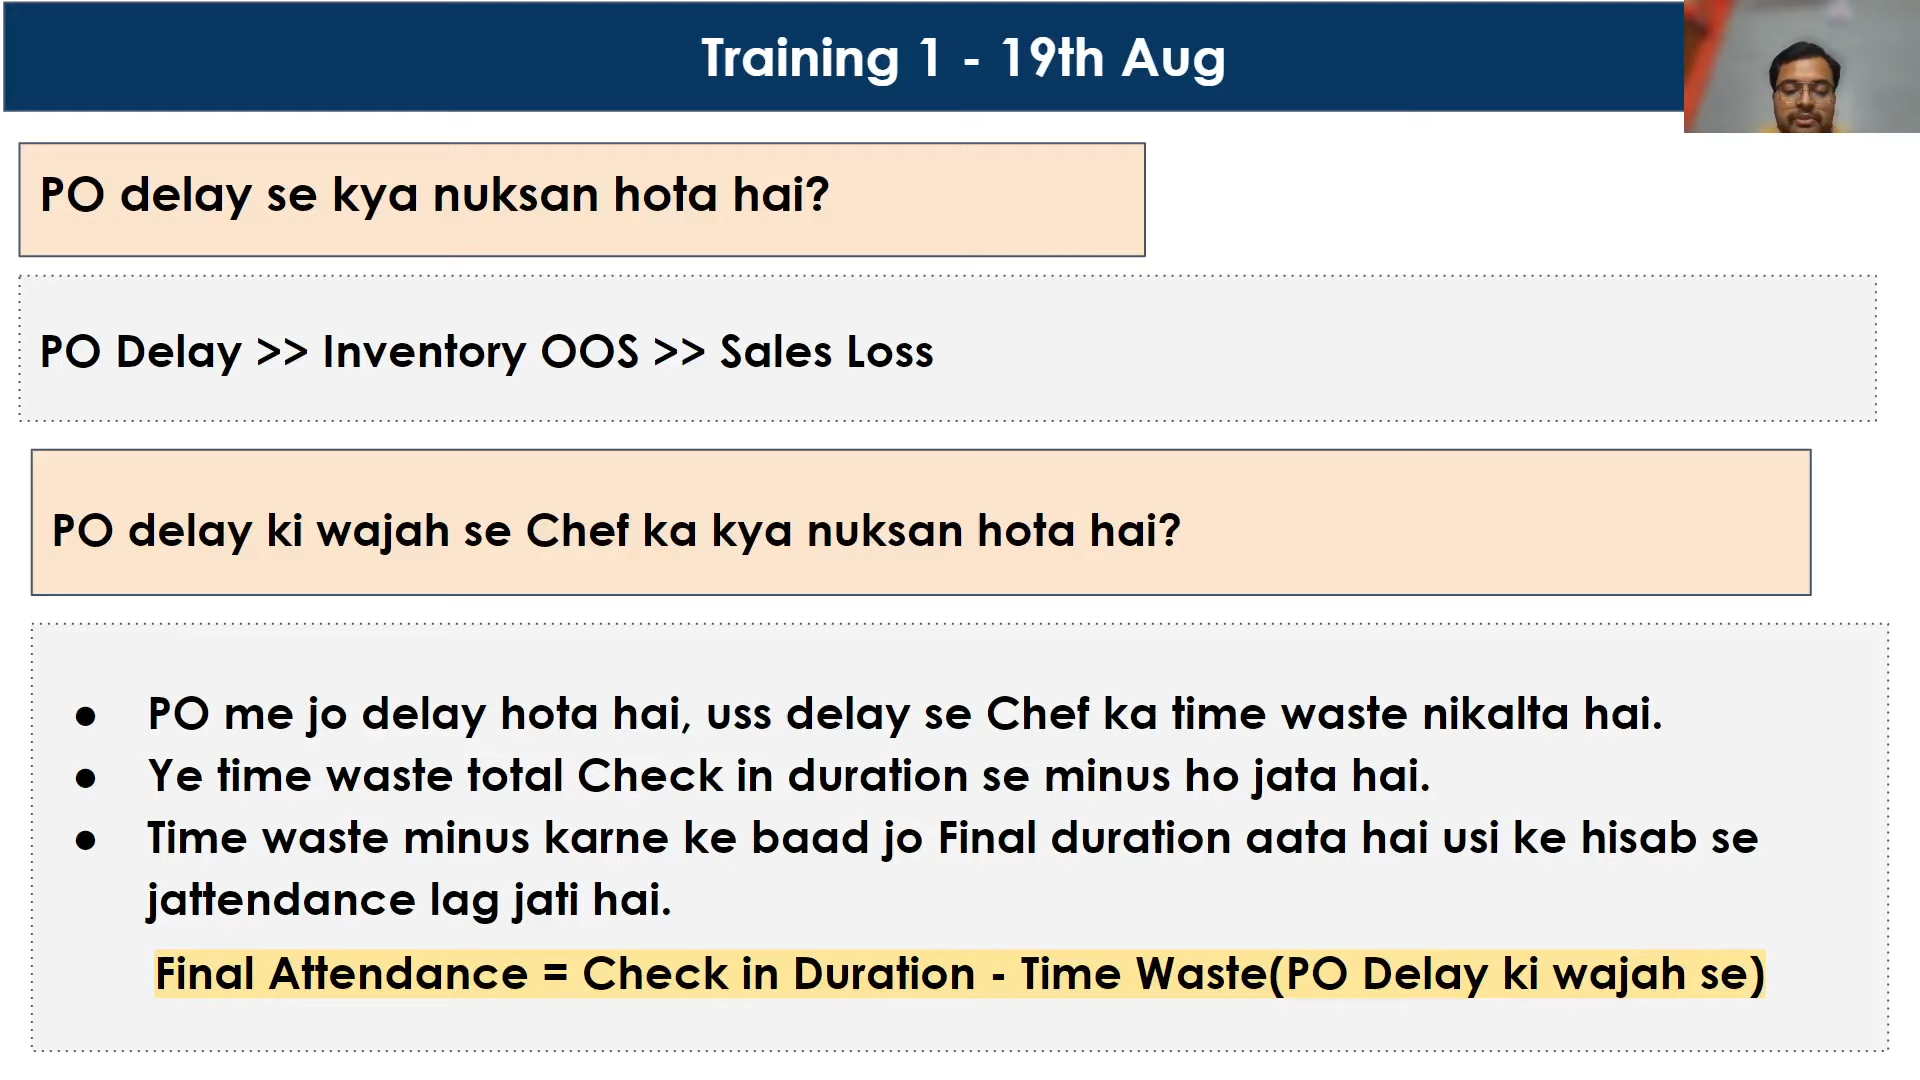 Training 1 - 19th Aug
PO delay se kya nuksan hota hai?
PO Delay >> Inventory OOS >> Sales Loss
PO delay ki wajah se Chef ka kya nuksan hota hai?
● PO me jo delay hota hai, uss delay se Chef ka time waste nikalta hai.
● Ye time waste total Check in duration se minus ho jata hai.
● Time waste minus karne ke baad jo Final duration aata hai usi ke hisab se
jattendance lag jati hai.
Final Attendance = Check in Duration - Time Waste(PO Delay ki wajah se)